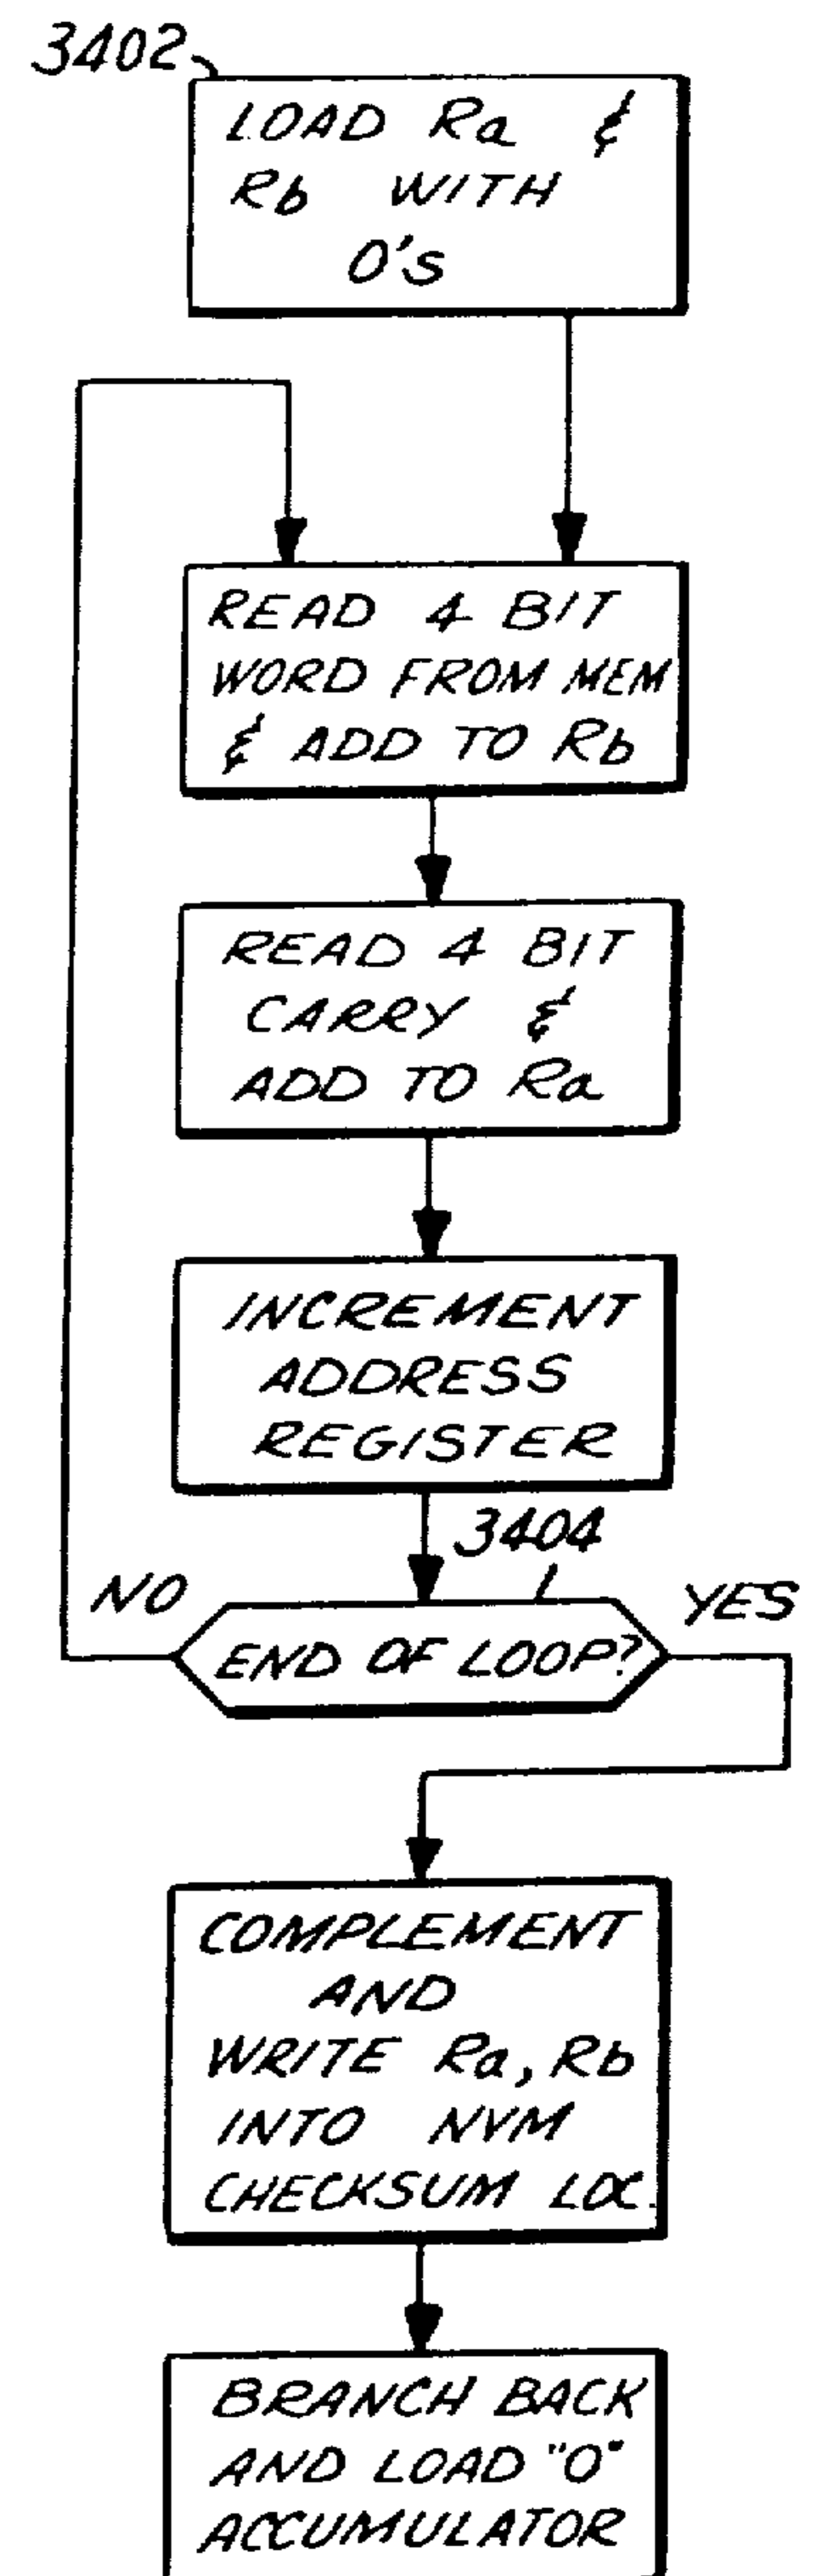 3402
LOAD Ra &
Rb WITH
0's
READ 4 BIT
WORD FROM MEM
& ADD TO Rb
READ 4 BIT
CARRY &
ADD TO Ra
INCREMENT
ADDRESS
REGISTER
3404
NO
YES
END OF LOOP?
COMPLEMENT
AND
WRITE Ra, Rb
INTO NVM
CHECKSUM LOC.
BRANCH BACK
AND LOAD "0"
ACCUMULATOR